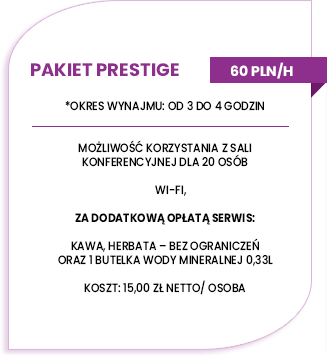 PAKIET PRESTIGE
60 PLN/H
*OKRES WYNAJMU: OD 3 DO 4 GODZIN
MOŻLIWOŚĆ KORZYSTANIA Z SALI
KONFERENCYJNEJ DLA 20 OSÓB
WI-FI,
ZA DODATKOWĄ OPŁATĄ SERWIS:
KAWA, HERBATA – BEZ OGRANICZEŃ
ORAZ 1 BUTELKA WODY MINERALNEJ 0,33L
KOSZT: 15,00 ZŁ NETTO/ OSOBA